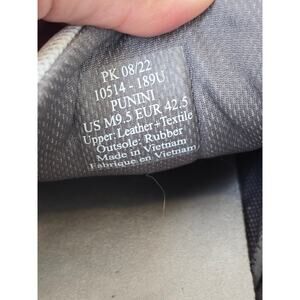 PK 08/22
10514 - 189U
PUNINI
US M9.5 EUR 42.5
Upper: Leather+Textile
Outsole: Rubber
Made in Vietnam
Fabriqué en Vietnam